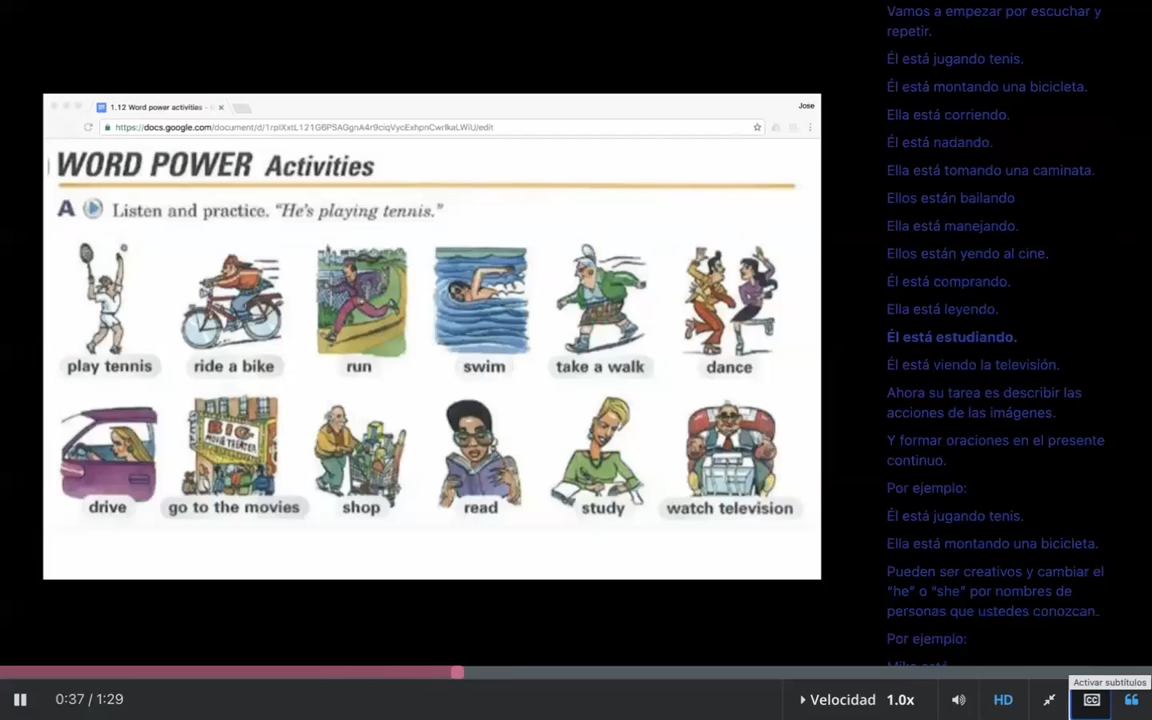 1.12 Word power activities -
Jose
https://docs.google.com/document/d/1rpIXxtL121G6PSAGgnA4r9ciqVycExhpnCwrlkaLWiU/edit
WORD POWER Activities
A Listen and practice. "He's playing tennis."
play tennis ride a bike run swim take a walk dance
BIG
MOVIE THEATER
drive go to the movies shop read study watch television
Vamos a empezar por escuchar y
repetir.
Él está jugando tenis.
Él está montando una bicicleta.
Ella está corriendo.
Él está nadando.
Ella está tomando una caminata.
Ellos están bailando
Ella está manejando.
Ellos están yendo al cine.
Él está comprando.
Ella está leyendo.
Él está estudiando.
Él está viendo la televisión.
Ahora su tarea es describir las
acciones de las imágenes.
Y formar oraciones en el presente
continuo.
Por ejemplo:
Él está jugando tenis.
Ella está montando una bicicleta.
Pueden ser creativos y cambiar el
"he" o "she" por nombres de
personas que ustedes conozcan.
Por ejemplo:
Activar subtítulos
0:37 / 1:29
Velocidad 1.0x
HD
CC